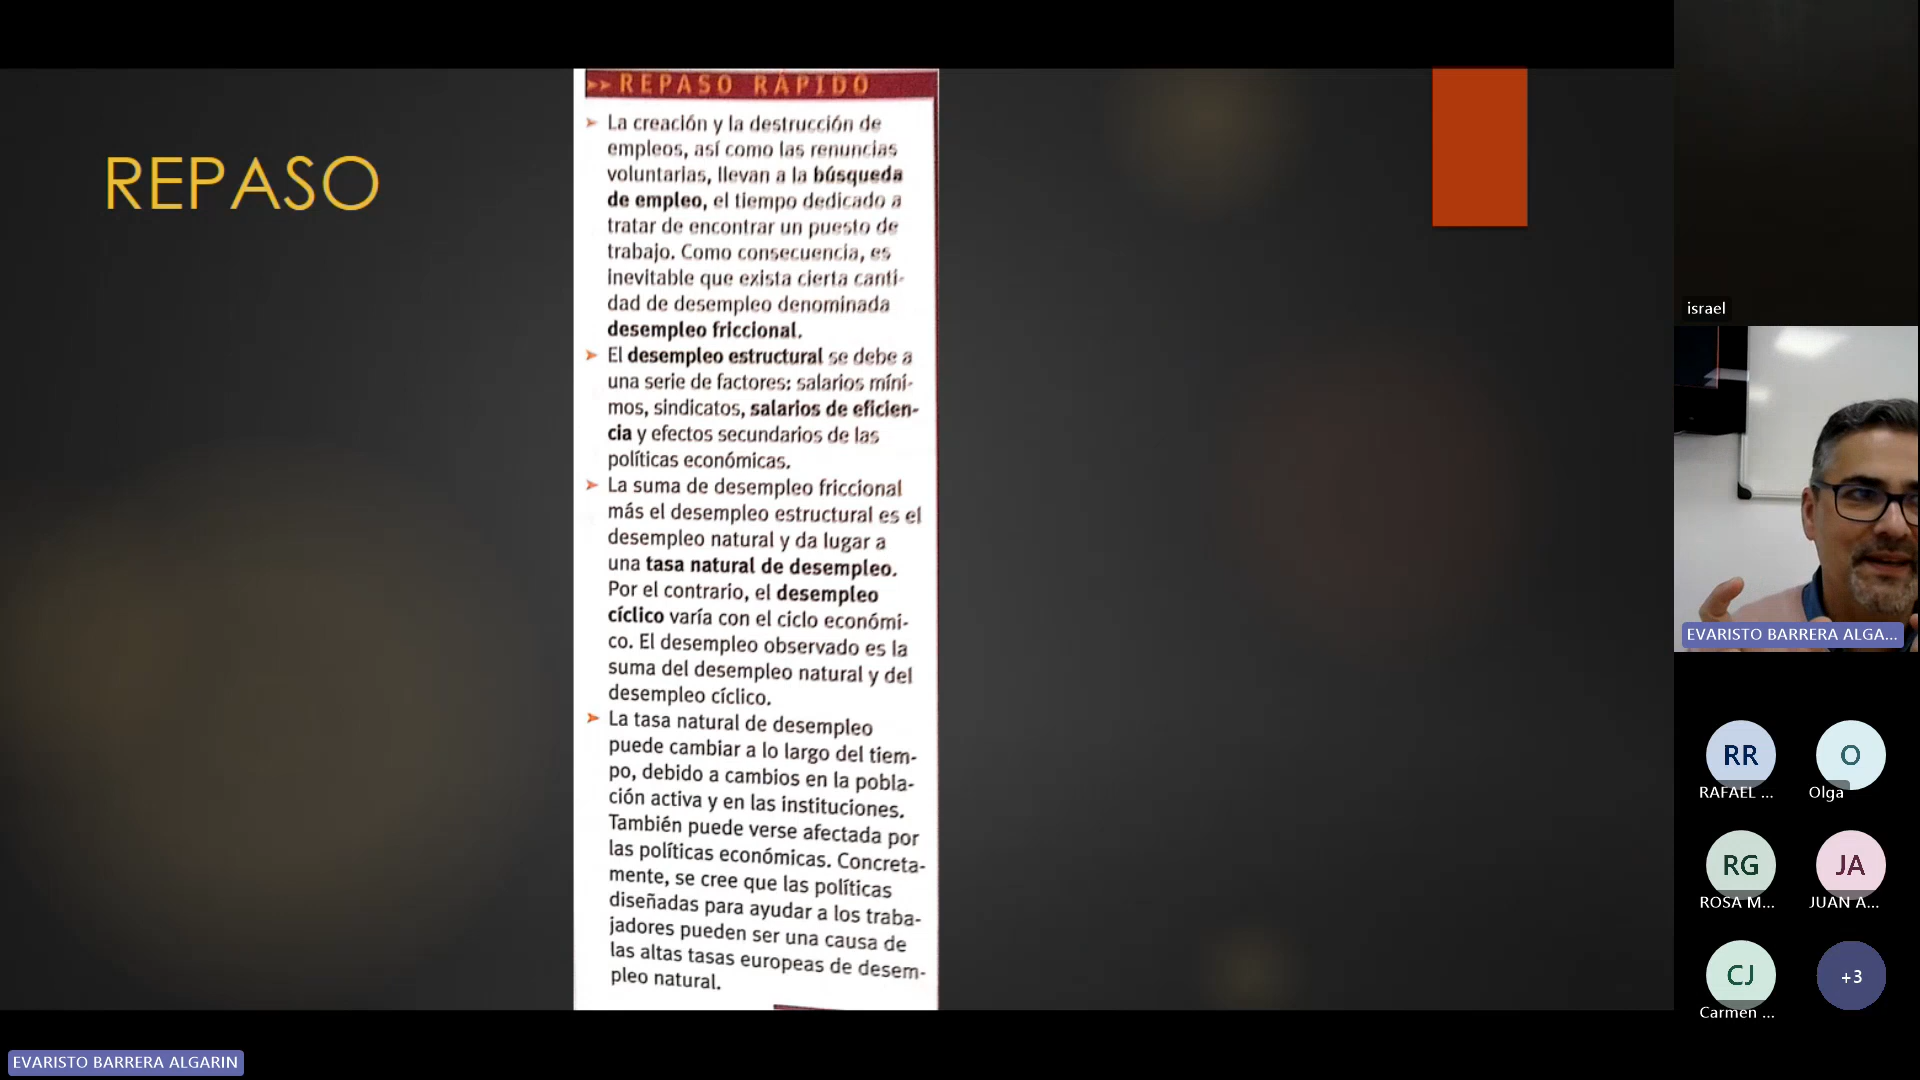 REPASO
REPASO RÁPIDO
La creación y la destrucción de
empleos, así como las renuncias
voluntarias, llevan a la búsqueda
de empleo, el tiempo dedicado a
tratar de encontrar un puesto de
trabajo. Como consecuencia, es
inevitable que exista cierta canti-
dad de desempleo denominada
desempleo friccional.
El desempleo estructural se debe a
una serie de factores: salarios míni-
mos, sindicatos, salarios de eficien-
cia y efectos secundarios de las
políticas económicas.
La suma de desempleo friccional
más el desempleo estructural es el
desempleo natural y da lugar a
una tasa natural de desempleo.
Por el contrario, el desempleo
cíclico varía con el ciclo económi-
co. El desempleo observado es la
suma del desempleo natural y del
desempleo cíclico.
La tasa natural de desempleo
puede cambiar a lo largo del tiem-
po, debido a cambios en la pobla-
ción activa y en las instituciones.
También puede verse afectada por
las políticas económicas. Concreta-
mente, se cree que las políticas
diseñadas para ayudar a los traba-
jadores pueden ser una causa de
las altas tasas europeas de desem-
pleo natural.
israel
EVARISTO BARRERA ALGA...
RR
RAFAEL ...
O
Olga
RG
ROSA M...
JA
JUAN A...
CJ
Carmen ...
+3
EVARISTO BARRERA ALGARIN